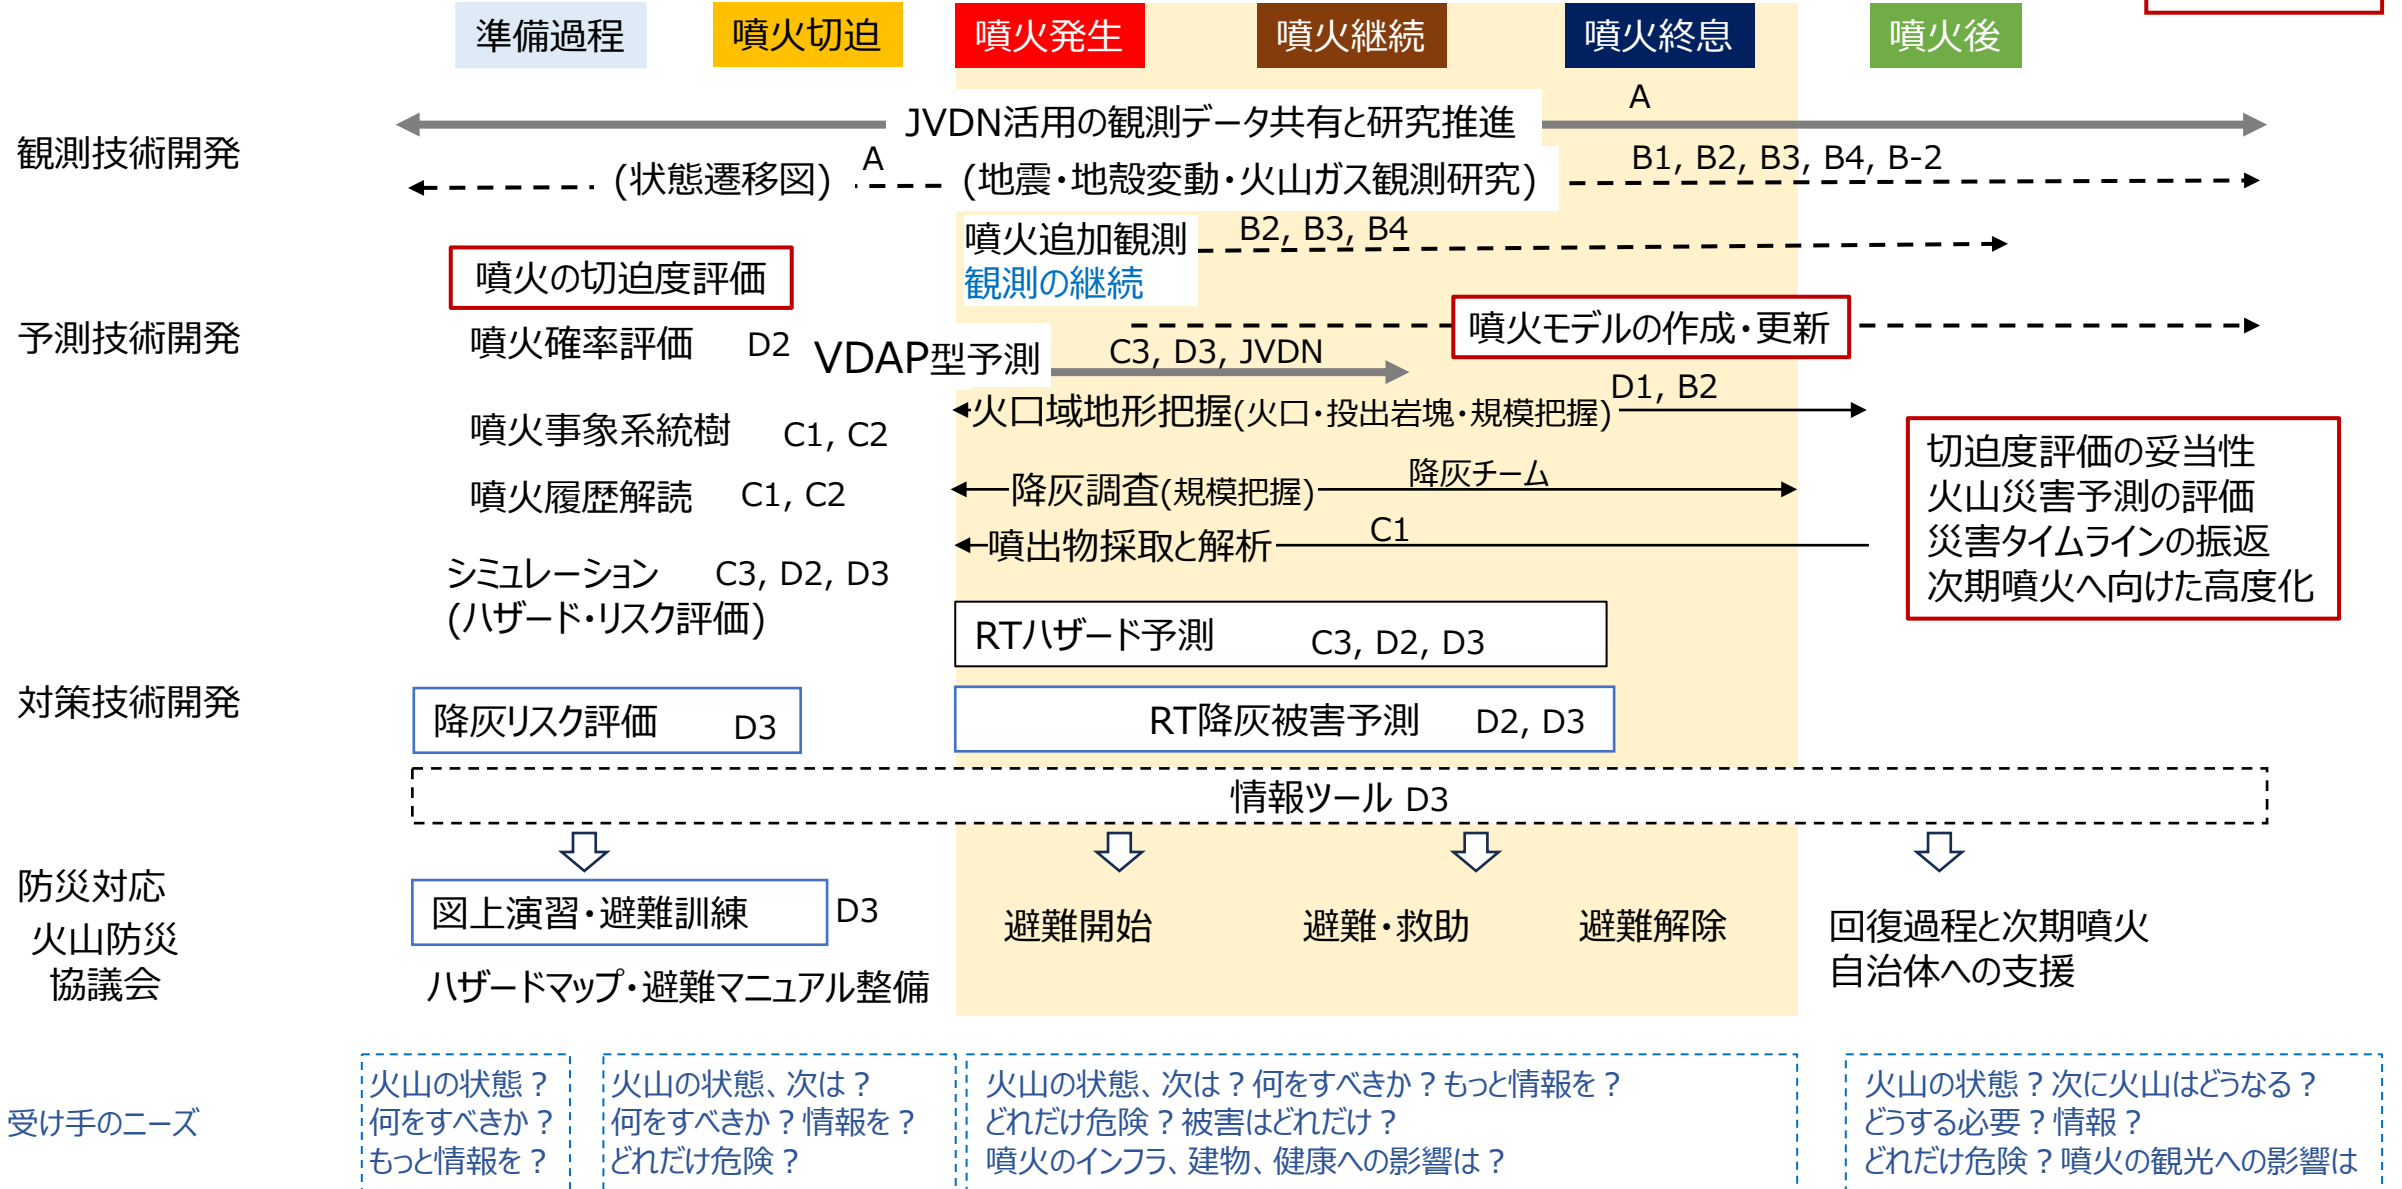 準備過程
噴火切迫
噴火発生
噴火継続
噴火終息
噴火後
観測技術開発
JVDN活用の観測データ共有と研究推進
A
(状態遷移図)
A
(地震・地殻変動・火山ガス観測研究)
B1, B2, B3, B4, B-2
噴火追加観測
B2, B3, B4
観測の継続
予測技術開発
噴火の切迫度評価
噴火確率評価
D2
VDAP型予測
C3, D3, JVDN
噴火モデルの作成・更新
噴火事象系統樹
C1, C2
火口域地形把握(火口・投出岩塊・規模把握)
D1, B2
噴火履歴解読
C1, C2
降灰調査(規模把握)
降灰チーム
噴出物採取と解析
C1
シミュレーション
C3, D2, D3
(ハザード・リスク評価)
切迫度評価の妥当性
火山災害予測の評価
災害タイムラインの振返
次期噴火へ向けた高度化
RTハザード予測
C3, D2, D3
対策技術開発
降灰リスク評価
D3
RT降灰被害予測
D2, D3
情報ツール D3
防災対応
火山防災
協議会
図上演習・避難訓練
D3
ハザードマップ・避難マニュアル整備
避難開始
避難・救助
避難解除
回復過程と次期噴火
自治体への支援
受け手のニーズ
火山の状態？
何をすべきか？
もっと情報を？
火山の状態、次は？
何をすべきか？情報を？
どれだけ危険？
火山の状態、次は？何をすべきか？もっと情報を？
どれだけ危険？被害はどれだけ？
噴火のインフラ、建物、健康への影響は？
火山の状態？次に火山はどうなる？
どうする必要？情報？
どれだけ危険？噴火の観光への影響は